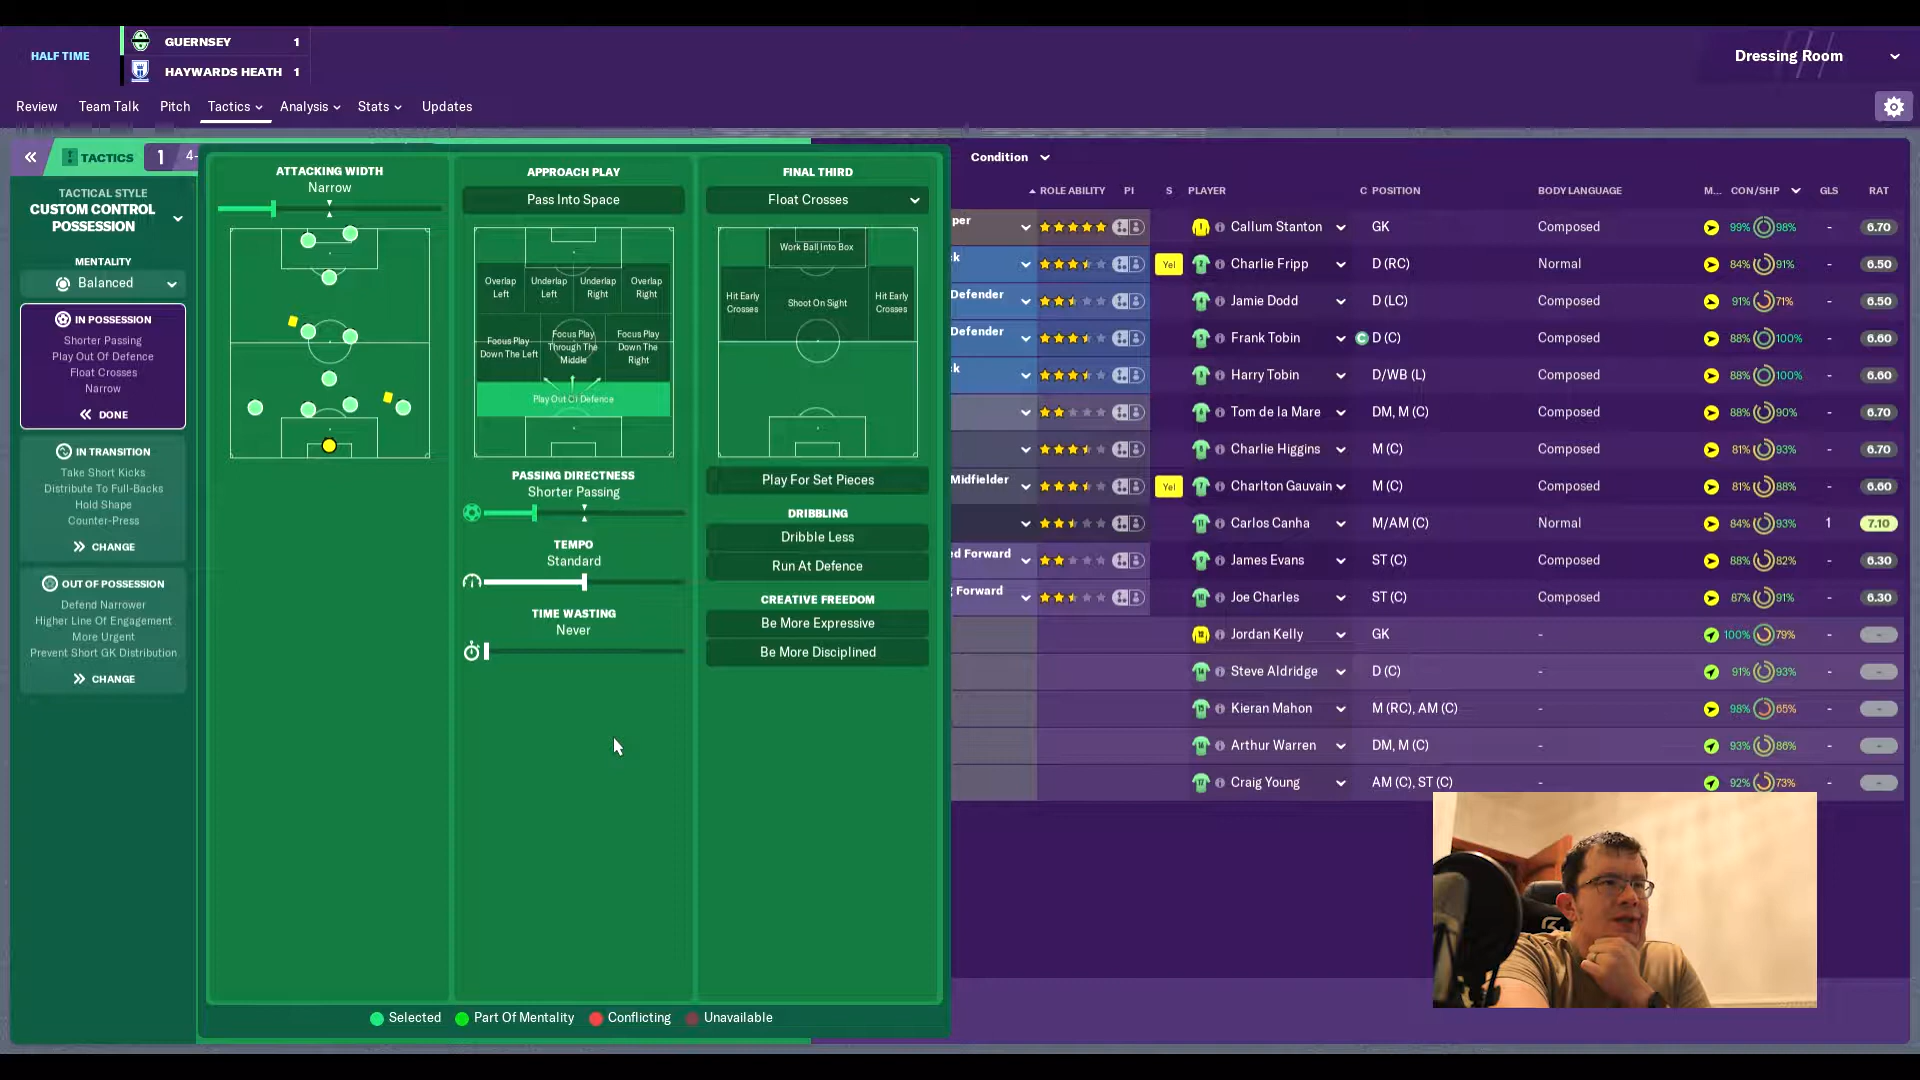 HALF TIME
GUERNSEY 1
HAYWARDS HEATH 1
Dressing Room
Review Team Talk Pitch Tactics Analysis Stats Updates
TACTICS 1 4-
TACTICAL STYLE
CUSTOM CONTROL
POSSESSION
MENTALITY
Balanced
IN POSSESSION
Shorter Passing
Play Out Of Defence
Float Crosses
Narrow
DONE
IN TRANSITION
Take Short Kicks
Distribute To Full-Backs
Hold Shape
Counter-Press
CHANGE
OUT OF POSSESSION
Defend Narrower
Higher Line Of Engagement
More Urgent
Prevent Short GK Distribution
CHANGE
ATTACKING WIDTH
Narrow
APPROACH PLAY
Pass Into Space
Overlap Left
Underlap Left
Underlap Right
Overlap Right
Focus Play Down The Left
Focus Play Through The Middle
Focus Play Down The Right
Play Out Of Defence
PASSING DIRECTNESS
Shorter Passing
TEMPO
Standard
TIME WASTING
Never
FINAL THIRD
Float Crosses
Work Ball Into Box
Hit Early Crosses
Shoot On Sight
Hit Early Crosses
Play For Set Pieces
DRIBBLING
Dribble Less
Run At Defence
CREATIVE FREEDOM
Be More Expressive
Be More Disciplined
Selected Part Of Mentality Conflicting Unavailable
Condition
ROLE ABILITY PI S PLAYER C POSITION BODY LANGUAGE M... CON/SHP GLS RAT
per Callum Stanton GK Composed 99% 98% - 6.70
ck Yel Charlie Fripp D (RC) Normal 84% 91% - 6.50
Defender Jamie Dodd D (LC) Composed 91% 71% - 6.50
Defender Frank Tobin C D (C) Composed 88% 100% - 6.60
ck Harry Tobin D/WB (L) Composed 88% 100% - 6.60
Tom de la Mare DM, M (C) Composed 88% 90% - 6.70
Charlie Higgins M (C) Composed 81% 93% - 6.70
Midfielder Yel Charlton Gauvain M (C) Composed 81% 88% - 6.60
Carlos Canha M/AM (C) Normal 84% 93% 1 7.10
ed Forward James Evans ST (C) Composed 88% 82% - 6.30
g Forward Joe Charles ST (C) Composed 87% 91% - 6.30
Jordan Kelly GK - 100% 79% - -
Steve Aldridge D (C) - 91% 93% - -
Kieran Mahon M (RC), AM (C) - 98% 65% - -
Arthur Warren DM, M (C) - 93% 86% - -
Craig Young AM (C), ST (C) - 92% 73% - -